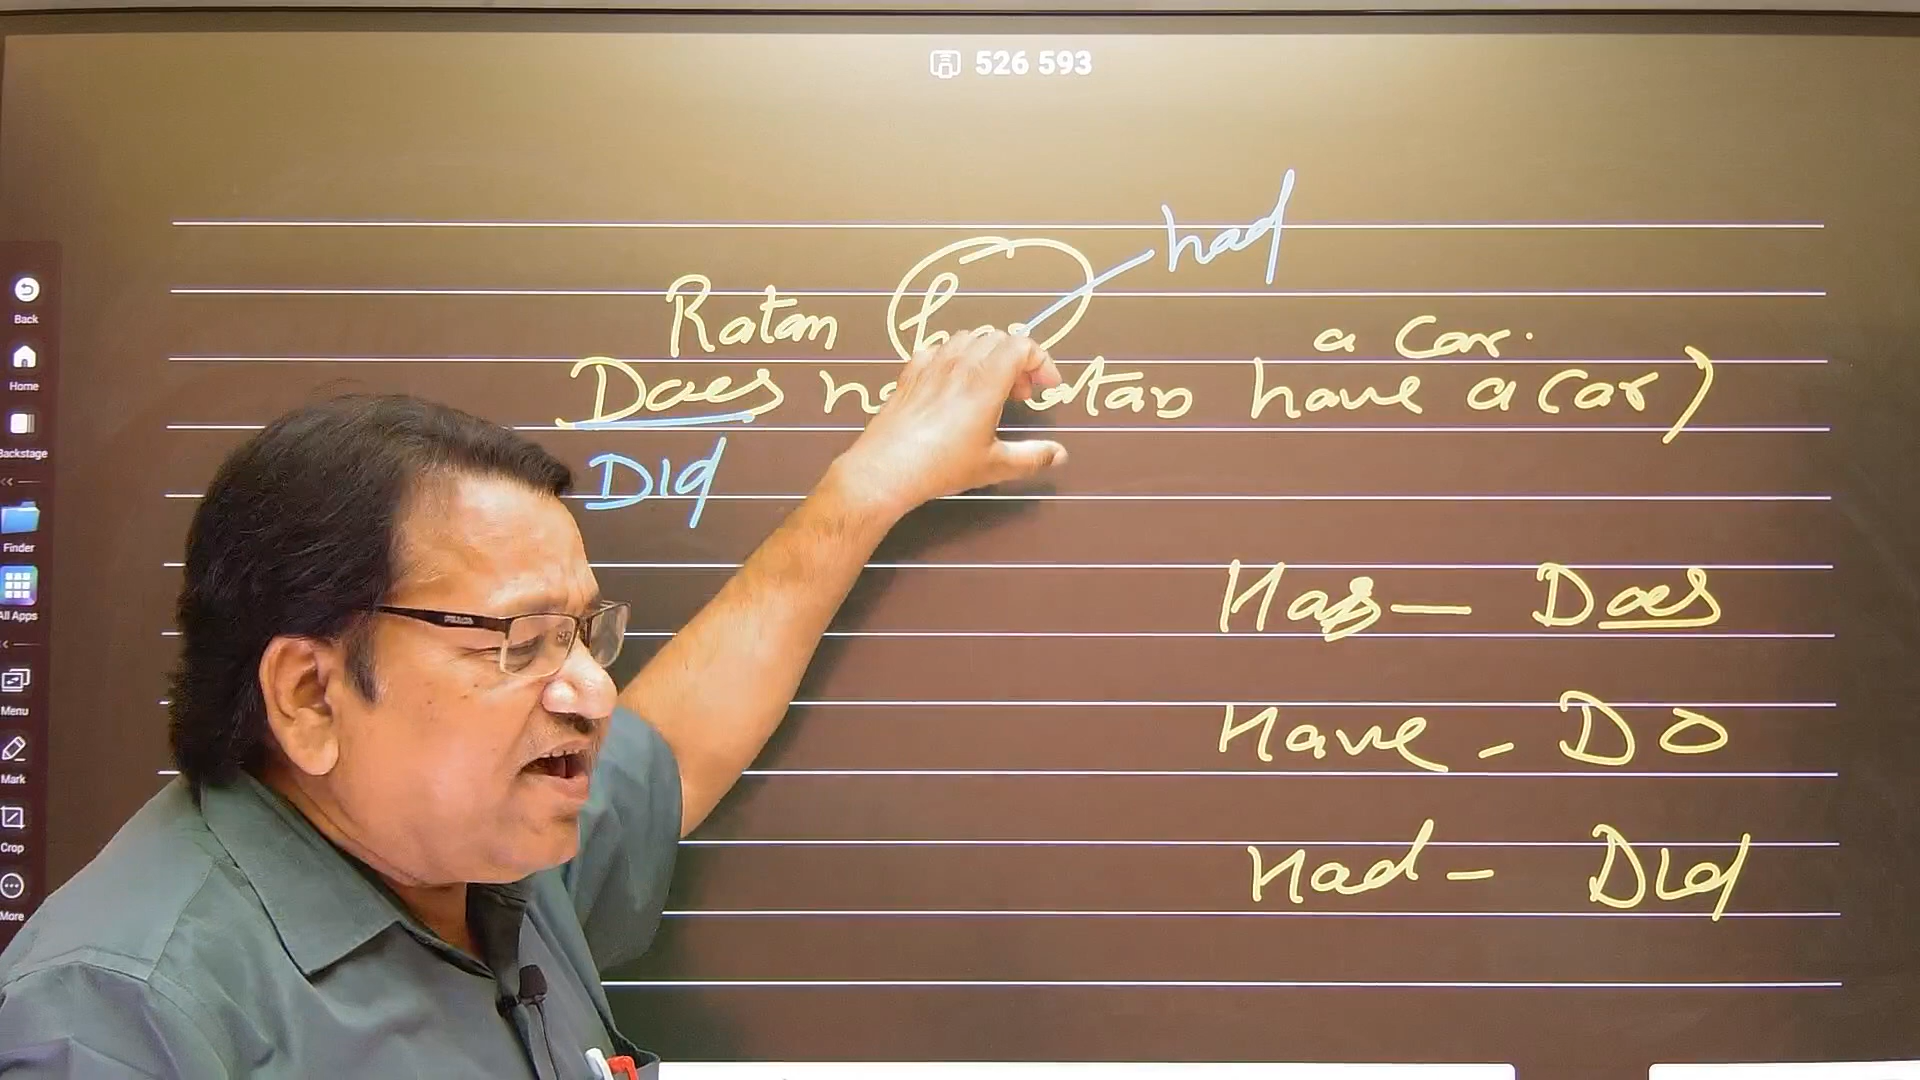 526 593
had
Ratan has a car.
Does have a car)
Did
Has — Does
Have - DO
Had - Did
Back
Home
Backstage
Finder
All Apps
Menu
Mark
Crop
More